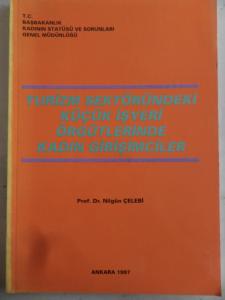 T.C.
BAŞBAKANLIK
KADININ STATÜSÜ VE SORUNLARI
GENEL MÜDÜRLÜĞÜ
TURİZM SEKTÖRÜNDEKİ
KÜÇÜK İŞYERİ
ÖRGÜTLERİNDE
KADIN GİRİŞİMCİLER
Prof. Dr. Nilgün ÇELEBİ
ANKARA 1997